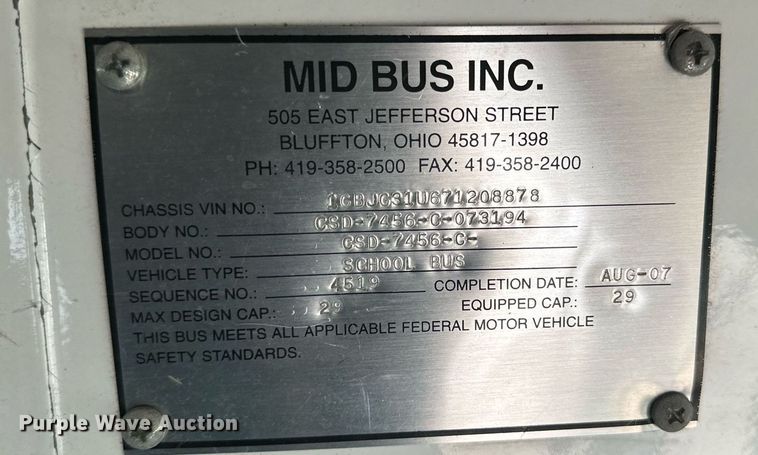 MID BUS INC.
505 EAST JEFFERSON STREET
BLUFFTON, OHIO 45817-1398
PH: 419-358-2500 FAX: 419-358-2400
CHASSIS VIN NO.: 1GBJC31U671208878
BODY NO.: CSD-7456-C-073194
MODEL NO.: CSD-7456-C-
VEHICLE TYPE: SCHOOL BUS
SEQUENCE NO.: 4519 COMPLETION DATE: AUG-07
MAX DESIGN CAP.: 29 EQUIPPED CAP.: 29
THIS BUS MEETS ALL APPLICABLE FEDERAL MOTOR VEHICLE
SAFETY STANDARDS.
Purple Wave Auction